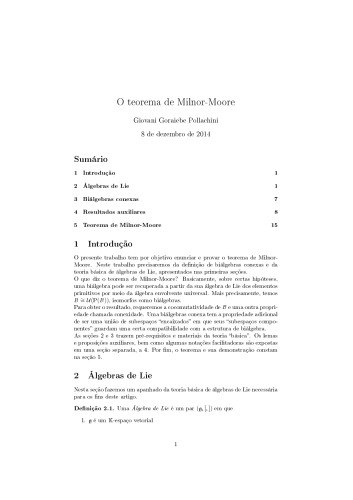 O teorema de Milnor-Moore
Giovani Goraiebe Pollachini
8 de dezembro de 2014
Sumário
1 Introdução 1
2 Álgebras de Lie 1
3 Biálgebras conexas 7
4 Resultados auxiliares 8
5 Teorema de Milnor-Moore 15
1 Introdução
O presente trabalho tem por objetivo enunciar e provar o teorema de Milnor-
Moore. Neste trabalho precisaremos da definição de biálgebras conexas e da
teoria básica de álgebras de Lie, apresentados nas primeiras seções.
O que diz o teorema de Milnor-Moore? Basicamente, sobre certas hipóteses,
uma biálgebra pode ser recuperada a partir da sua álgebra de Lie dos elementos
primitivos por meio da álgebra envolvente universal. Mais precisamente, temos
B ≅ U(P(B)), isomorfos como biálgebras.
Para obter o resultado, requeremos a cocomutatividade de B e uma outra propri-
edade chamada conexidade. Uma biálgebra conexa tem a propriedade adicional
de ser uma união de subespaços "encaixados" em que seus "subespaços compo-
nentes" guardam uma certa compatibilidade com a estrutura de biálgebra.
As seções 2 e 3 trazem pré-requisitos e materiais da teoria "básica". Os lemas
e proposições auxiliares, bem como algumas notações facilitadoras são expostas
em uma seção separada, a 4. Por fim, o teorema e sua demonstração constam
na seção 5.
2 Álgebras de Lie
Nesta seção fazemos um apanhado da teoria básica de álgebras de Lie necessária
para os fins deste artigo.
Definição 2.1. Uma Álgebra de Lie é um par (g, [, ]) em que
1. g é um K-espaço vetorial
1